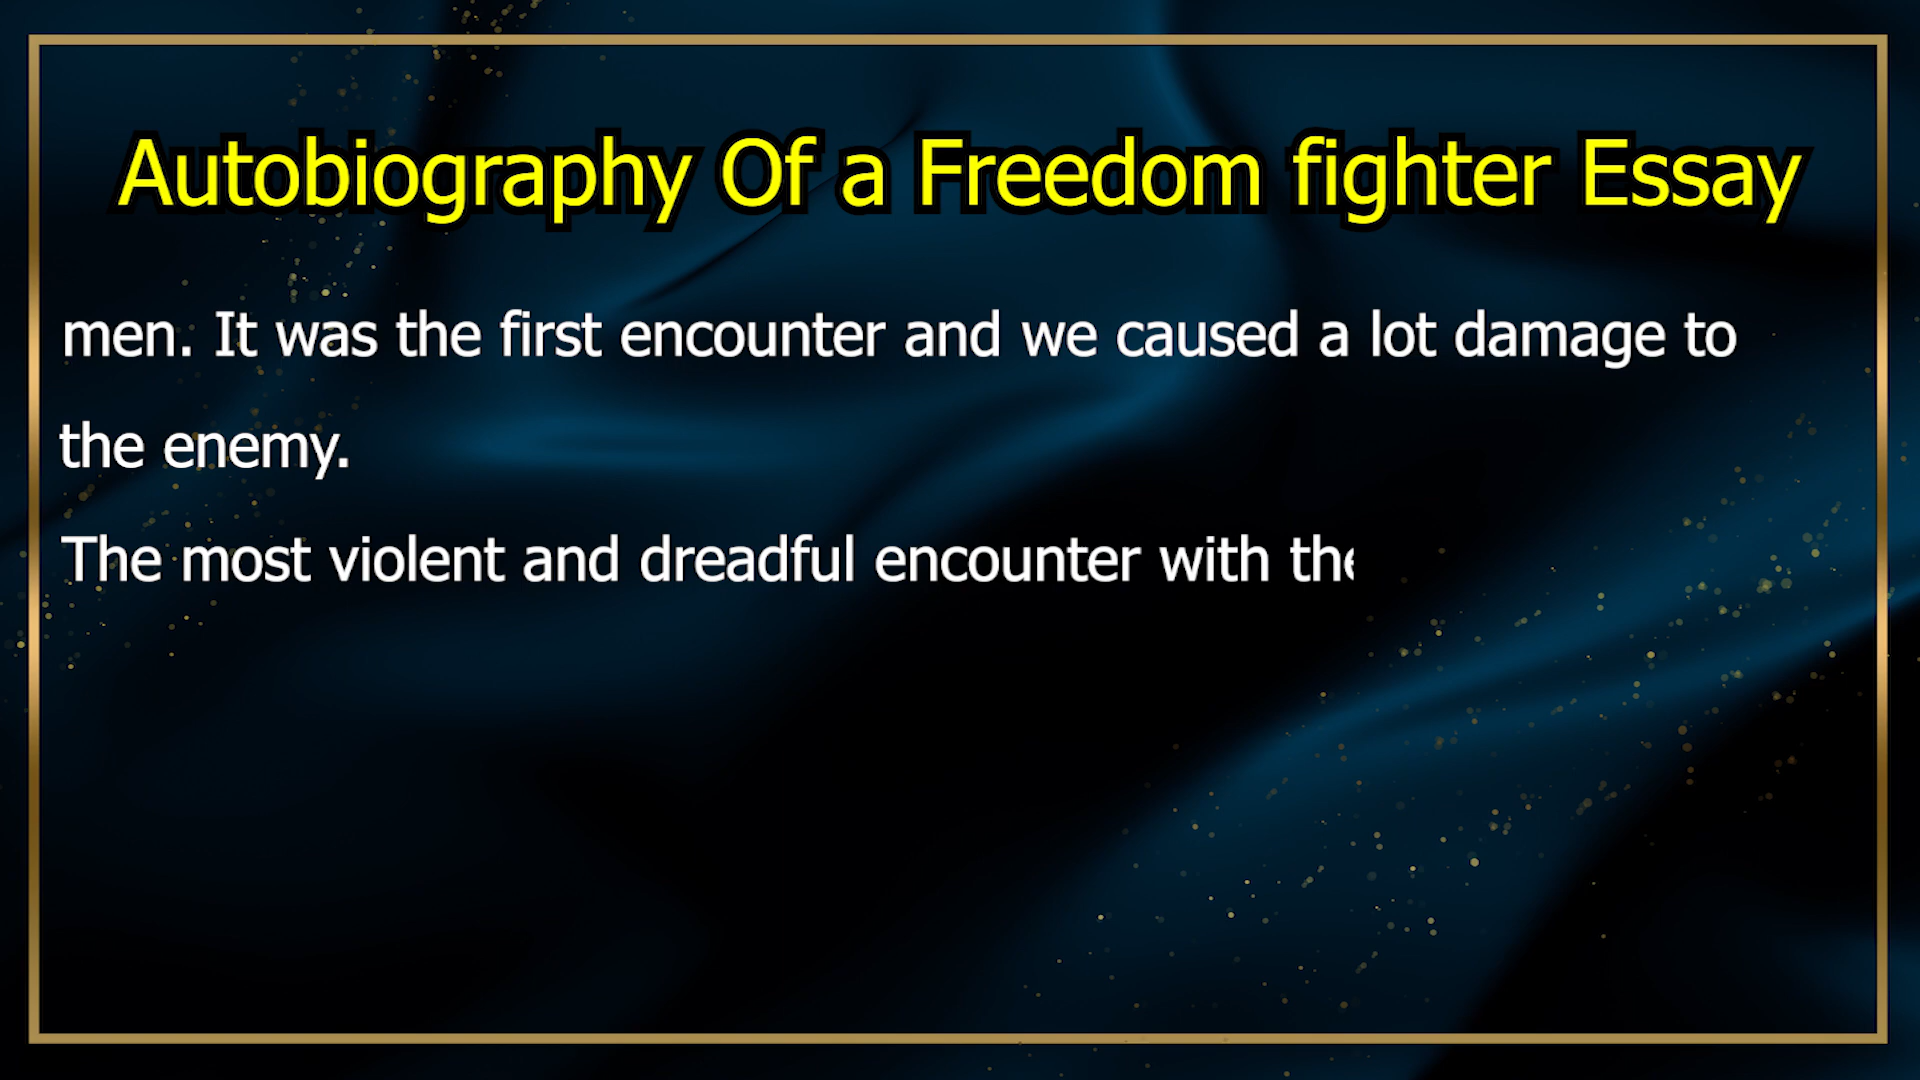 Autobiography Of a Freedom fighter Essay
men. It was the first encounter and we caused a lot damage to
the enemy.
The most violent and dreadful encounter with the